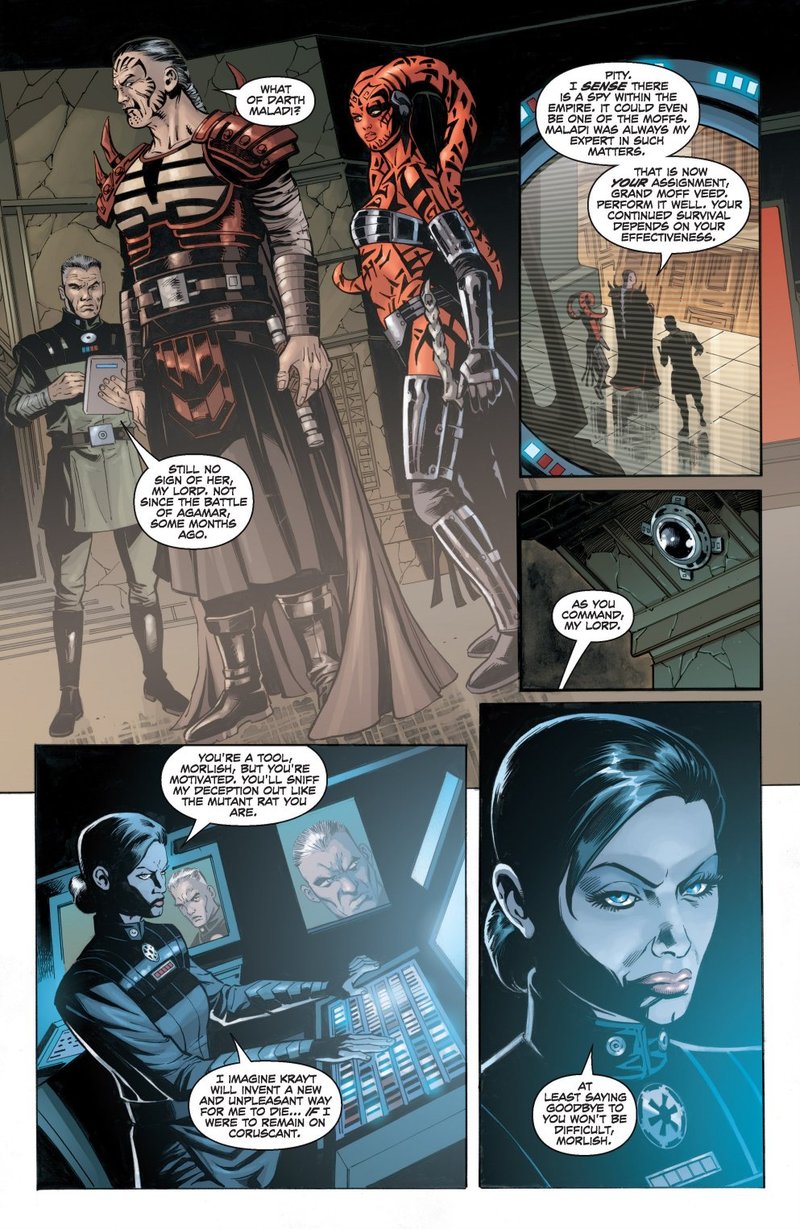 WHAT
OF DARTH
MALADI?
STILL NO
SIGN OF HER,
MY LORD. NOT
SINCE THE BATTLE
OF AGAMAR,
SOME MONTHS
AGO.
PITY.
I SENSE THERE
IS A SPY WITHIN THE
EMPIRE. IT COULD EVEN
BE ONE OF THE MOFFS.
MALADI WAS ALWAYS MY
EXPERT IN SUCH
MATTERS.
THAT IS NOW
YOUR ASSIGNMENT,
GRAND MOFF VEED.
PERFORM IT WELL. YOUR
CONTINUED SURVIVAL
DEPENDS ON YOUR
EFFECTIVENESS.
AS YOU
COMMAND,
MY LORD.
YOU'RE A TOOL,
MORLISH, BUT YOU'RE
MOTIVATED. YOU'LL SNIFF
MY DECEPTION OUT LIKE
THE MUTANT RAT YOU
ARE.
I IMAGINE KRAYT
WILL INVENT A NEW
AND UNPLEASANT WAY
FOR ME TO DIE... IF I
WERE TO REMAIN ON
CORUSCANT.
AT
LEAST SAYING
GOODBYE TO
YOU WON'T BE
DIFFICULT,
MORLISH.